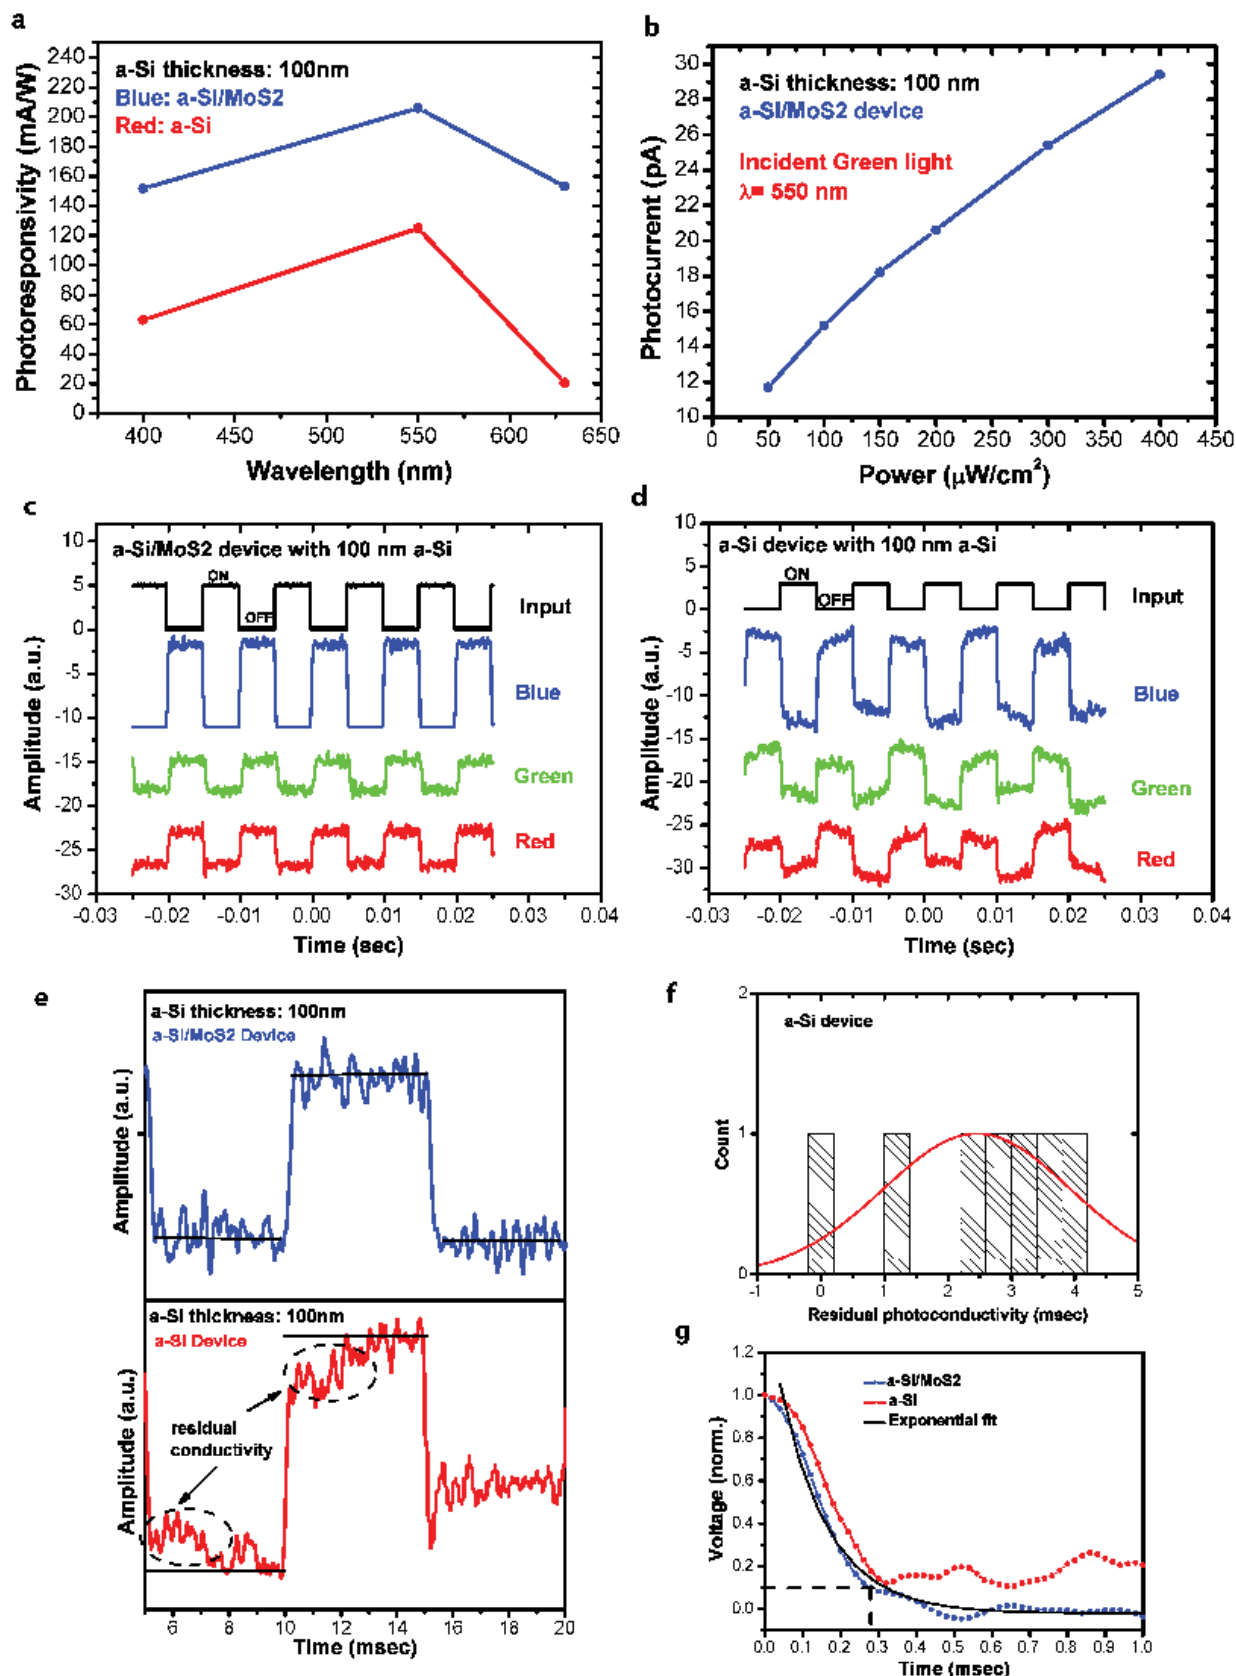 a
Photoresponsivity (mA/W)
240
220
200
180
160
140
120
100
80
60
40
20
0
a-Si thickness: 100nm
Blue: a-SI/MoS2
Red: a-Si
400 450 500 550 600 650
Wavelength (nm)
b
Photocurrent (pA)
30
28
26
24
22
20
18
16
14
12
10
a-Si thickness: 100 nm
a-SI/MoS2 device
Incident Green light
λ= 550 nm
0 50 100 150 200 250 300 350 400 450
Power (μW/cm²)
c
Amplitude (a.u.)
10
5
0
-5
-10
-15
-20
-25
-30
a-Si/MoS2 device with 100 nm a-Si
ON
OFF
Input
Blue
Green
Red
-0.03 -0.02 -0.01 0.00 0.01 0.02 0.03 0.04
Time (sec)
d
Amplitude (a.u.)
10
5
0
-5
-10
-15
-20
-25
-30
a-Si device with 100 nm a-Si
ON
OFF
Input
Blue
Green
Red
-0.03 -0.02 -0.01 0.00 0.01 0.02 0.03 0.04
TIme (sec)
e
Amplitude (a.u.)
a-Si thickness: 100nm
a-SI/MoS2 Device
Amplitude (a.u.)
a-SI thickness: 100nm
a-SI Device
residual
conductivity
6 8 10 12 14 16 18 20
TIme (msec)
f
Count
2
1
0
a-Si device
-1 0 1 2 3 4 5
Residual photoconductivity (msec)
g
Voltage (norm.)
1.2
1.0
0.8
0.6
0.4
0.2
0.0
a-SI/MoS2
a-SI
Exponential fit
0.0 0.1 0.2 0.3 0.4 0.5 0.6 0.7 0.8 0.9 1.0
Time (msec)